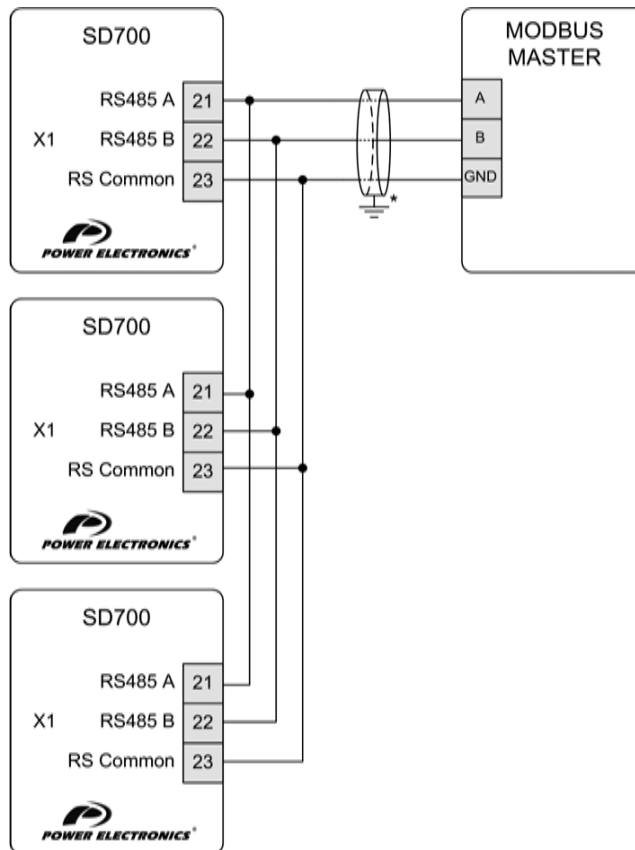 SD700
RS485 A 21
X1 RS485 B 22
RS Common 23
POWER ELECTRONICS®
MODBUS
MASTER
A
B
GND
*
SD700
RS485 A 21
X1 RS485 B 22
RS Common 23
POWER ELECTRONICS®
SD700
RS485 A 21
X1 RS485 B 22
RS Common 23
POWER ELECTRONICS®